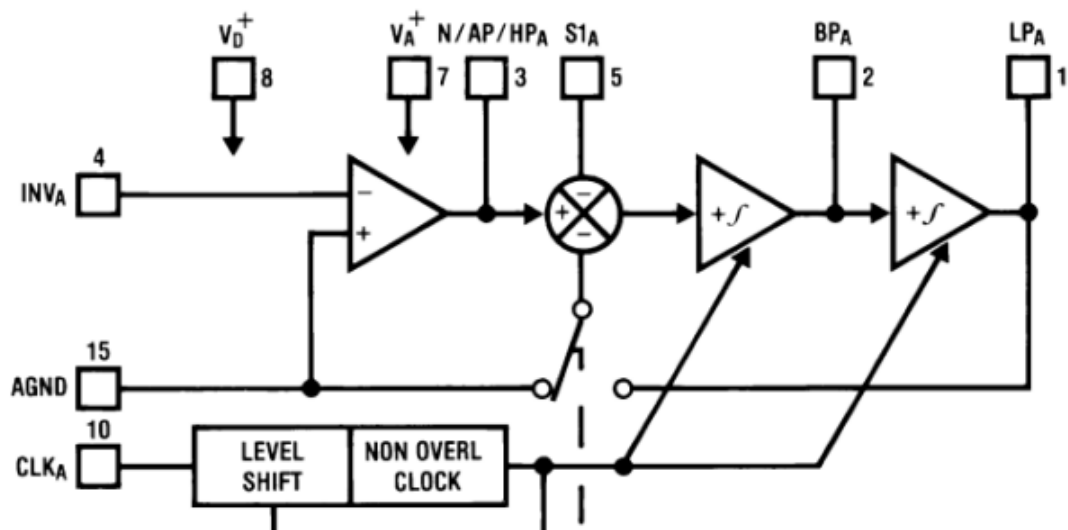 V_D^+
V_A^+
N/AP/HP_A
S1_A
BP_A
LP_A
8
7
3
5
2
1
4
INV_A
−
+
+
−
−
+∫
+∫
15
AGND
10
CLK_A
LEVEL
SHIFT
NON OVERL
CLOCK